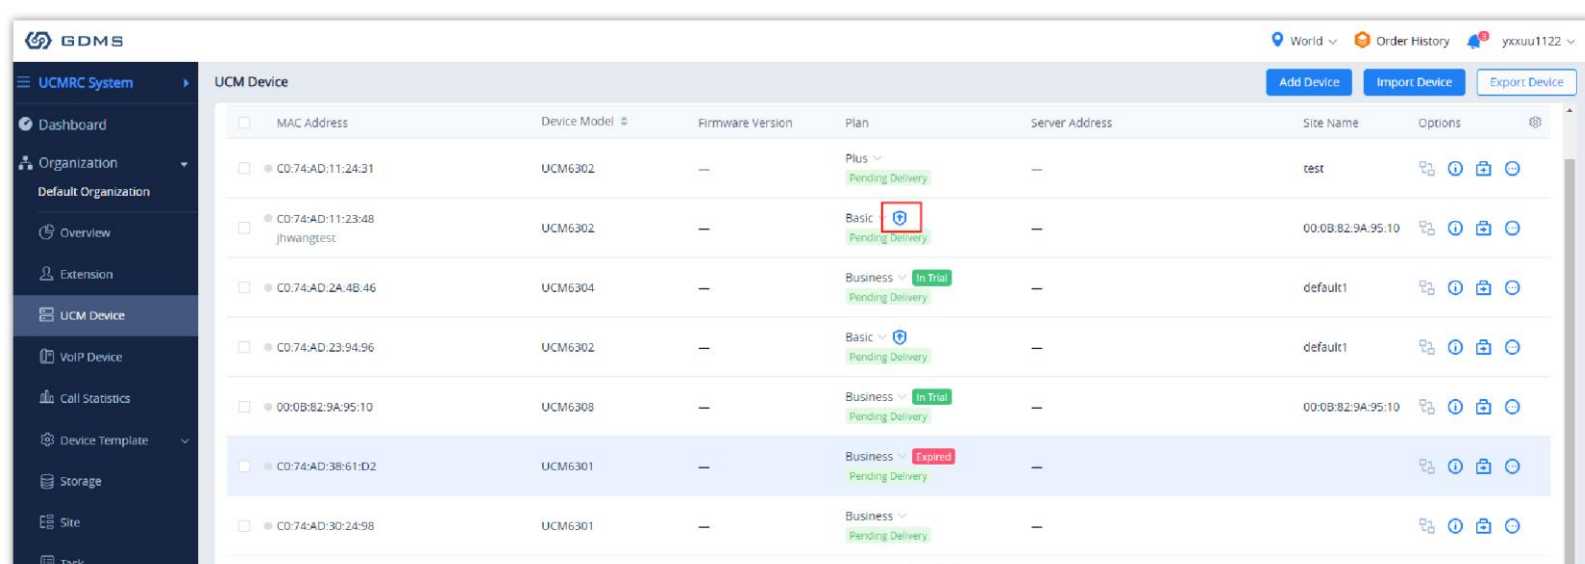 GDMS
World
Order History
3
yxxuu1122
UCMRC System
Dashboard
Organization
Default Organization
Overview
Extension
UCM Device
VoIP Device
Call Statistics
Device Template
Storage
Site
Task
UCM Device
Add Device
Import Device
Export Device
MAC Address Device Model Firmware Version Plan Server Address Site Name Options
C0:74:AD:11:24:31 UCM6302 — Plus — test
Pending Delivery
C0:74:AD:11:23:48 UCM6302 — Basic — 00:0B:82:9A:95:10
jhwangtest Pending Delivery
C0:74:AD:2A:4B:46 UCM6304 — Business In Trial — default1
Pending Delivery
C0:74:AD:23:94:96 UCM6302 — Basic — default1
Pending Delivery
00:0B:82:9A:95:10 UCM6308 — Business In Trial — 00:0B:82:9A:95:10
Pending Delivery
C0:74:AD:38:61:D2 UCM6301 — Business Expired —
Pending Delivery
C0:74:AD:30:24:98 UCM6301 — Business —
Pending Delivery